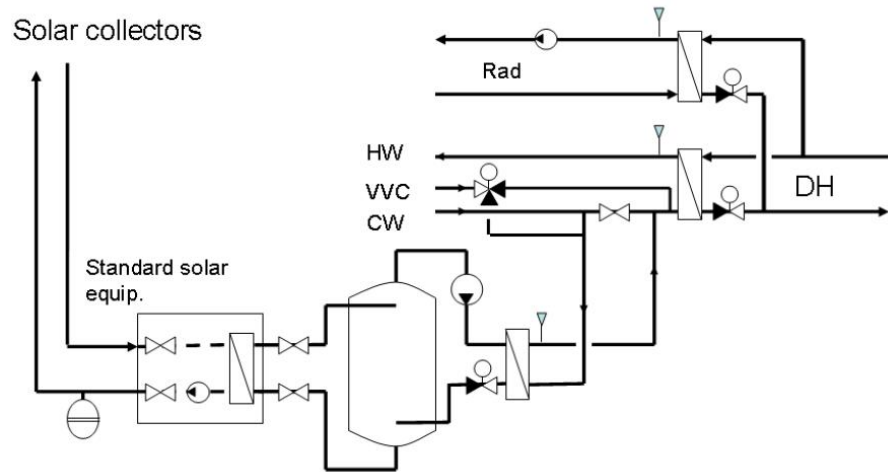 Solar collectors
Rad
HW
VVC
CW
DH
Standard solar
equip.